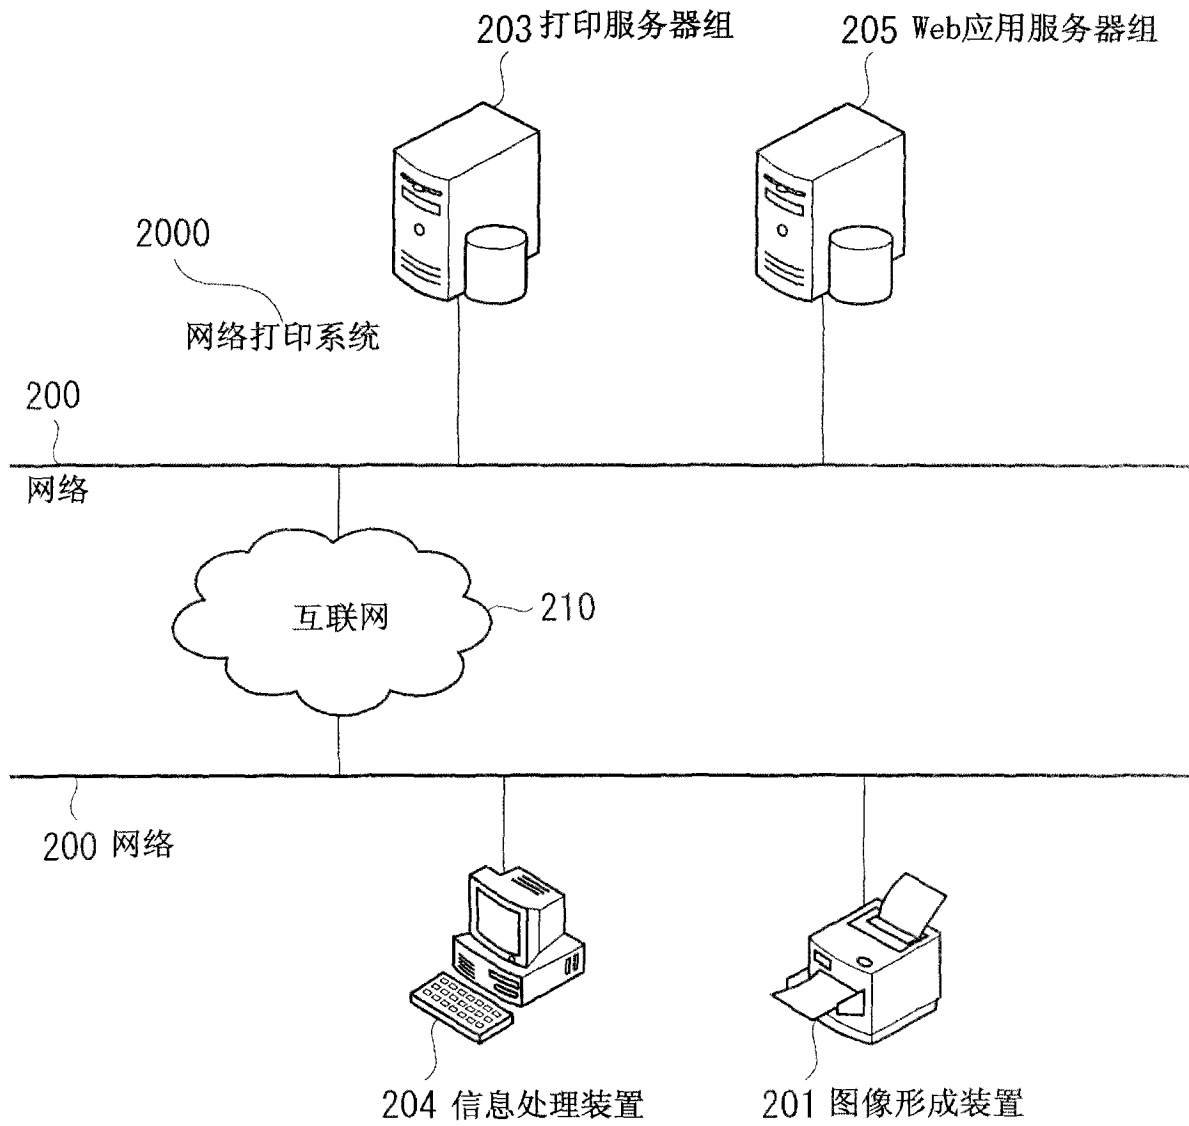 203 打印服务器组
205 Web应用服务器组
2000
网络打印系统
200
网络
互联网
210
200 网络
204 信息处理装置
201 图像形成装置